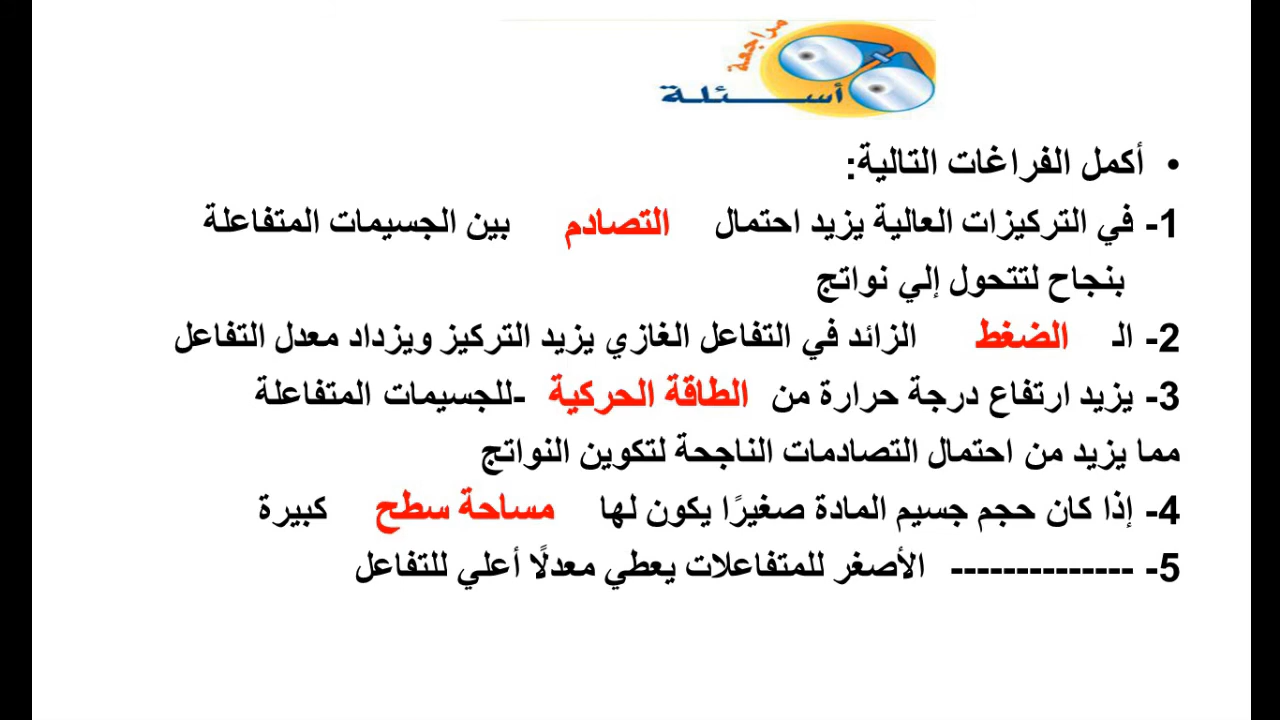 مراجعة
أسئلة
• أكمل الفراغات التالية:
1- في التركيزات العالية يزيد احتمال التصادم بين الجسيمات المتفاعلة
بنجاح لتتحول إلي نواتج
2- الـ الضغط الزائد في التفاعل الغازي يزيد التركيز ويزداد معدل التفاعل
3- يزيد ارتفاع درجة حرارة من الطاقة الحركية -للجسيمات المتفاعلة
مما يزيد من احتمال التصادمات الناجحة لتكوين النواتج
4- إذا كان حجم جسيم المادة صغيرًا يكون لها مساحة سطح كبيرة
5- -------------- الأصغر للمتفاعلات يعطي معدلًا أعلي للتفاعل